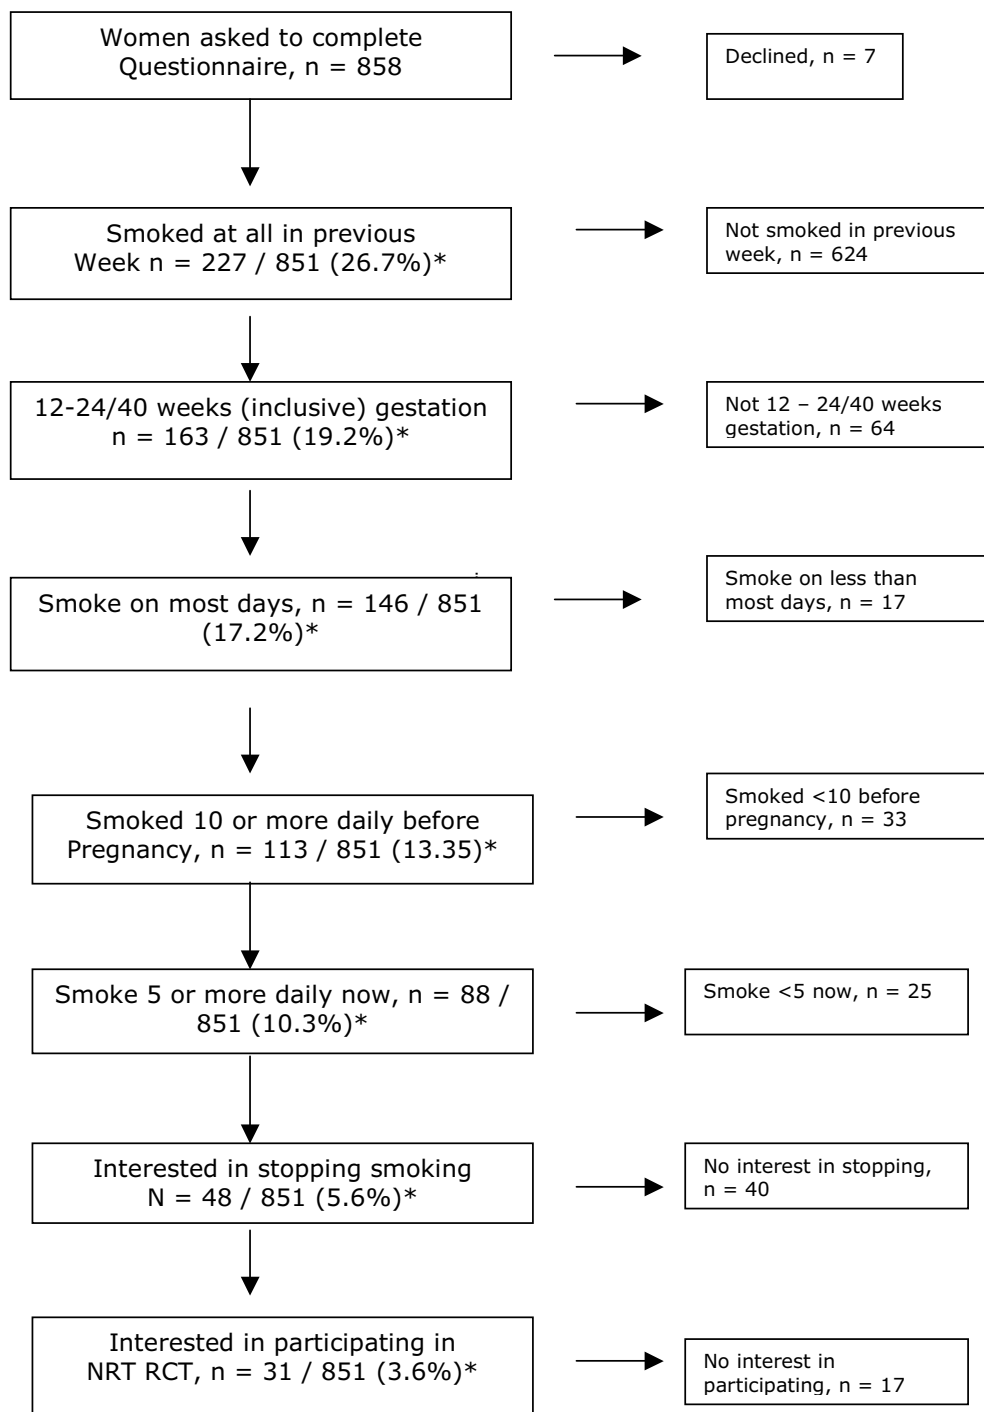 Women asked to complete
Questionnaire, n = 858
Declined, n = 7
Smoked at all in previous
Week n = 227 / 851 (26.7%)*
Not smoked in previous
week, n = 624
12-24/40 weeks (inclusive) gestation
n = 163 / 851 (19.2%)*
Not 12 – 24/40 weeks
gestation, n = 64
Smoke on most days, n = 146 / 851
(17.2%)*
Smoke on less than
most days, n = 17
Smoked 10 or more daily before
Pregnancy, n = 113 / 851 (13.35)*
Smoked <10 before
pregnancy, n = 33
Smoke 5 or more daily now, n = 88 /
851 (10.3%)*
Smoke <5 now, n = 25
Interested in stopping smoking
N = 48 / 851 (5.6%)*
No interest in stopping,
n = 40
Interested in participating in
NRT RCT, n = 31 / 851 (3.6%)*
No interest in
participating, n = 17